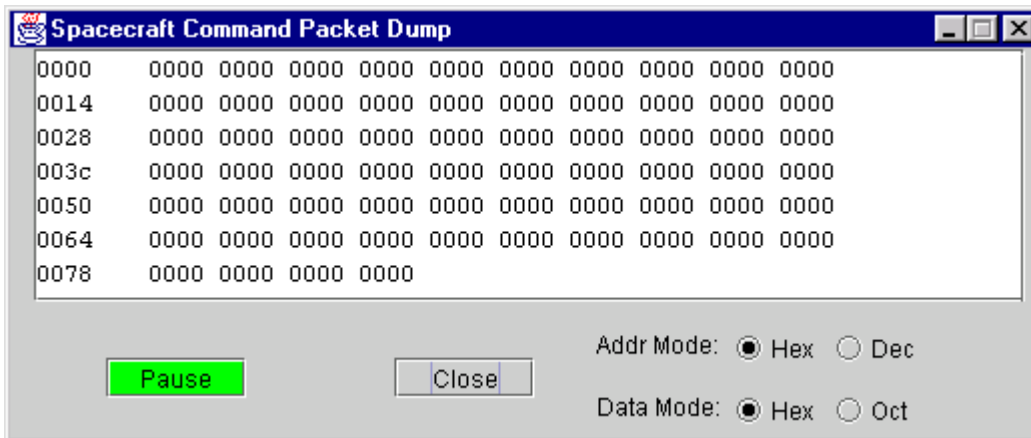 Spacecraft Command Packet Dump
0000 0000 0000 0000 0000 0000 0000 0000 0000 0000 0000
0014 0000 0000 0000 0000 0000 0000 0000 0000 0000 0000
0028 0000 0000 0000 0000 0000 0000 0000 0000 0000 0000
003c 0000 0000 0000 0000 0000 0000 0000 0000 0000 0000
0050 0000 0000 0000 0000 0000 0000 0000 0000 0000 0000
0064 0000 0000 0000 0000 0000 0000 0000 0000 0000 0000
0078 0000 0000 0000 0000
Addr Mode: Hex Dec
Pause Close
Data Mode: Hex Oct